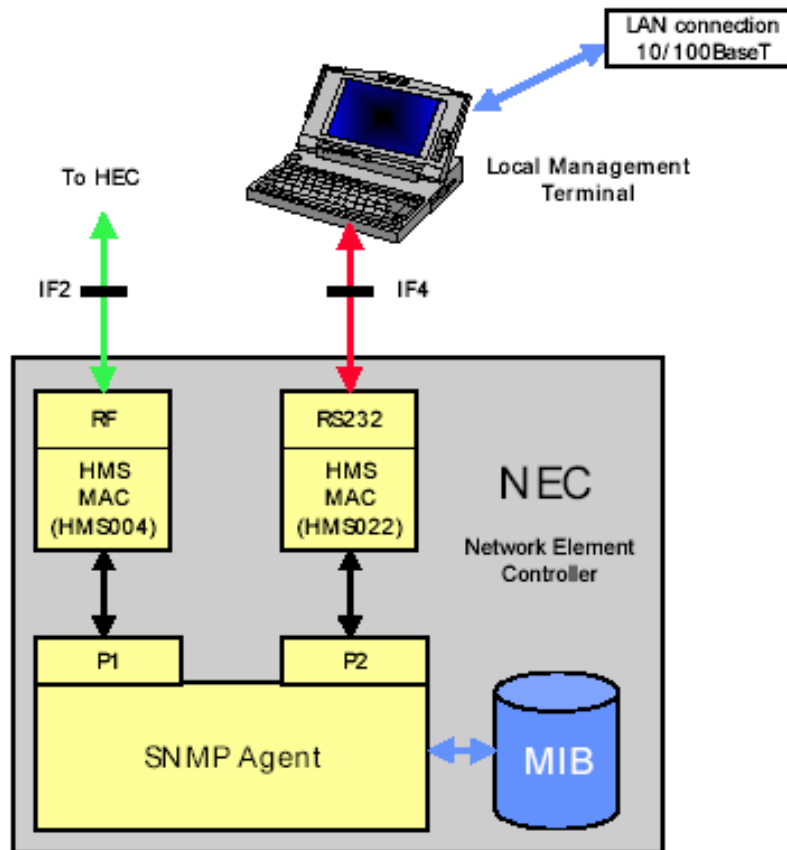 LAN connection
10/100BaseT
To HEC
Local Management
Terminal
IF2
IF4
RF
HMS
MAC
(HMS004)
RS232
HMS
MAC
(HMS022)
NEC
Network Element
Controller
P1
P2
SNMP Agent
MIB